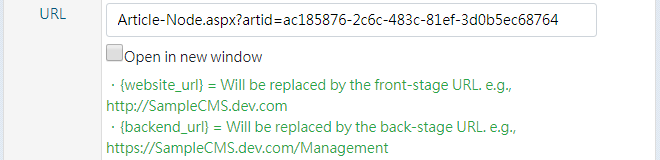 URL
Article-Node.aspx?artid=ac185876-2c6c-483c-81ef-3d0b5ec68764
Open in new window
・{website_url} = Will be replaced by the front-stage URL. e.g.,
http://SampleCMS.dev.com
・{backend_url} = Will be replaced by the back-stage URL. e.g.,
https://SampleCMS.dev.com/Management